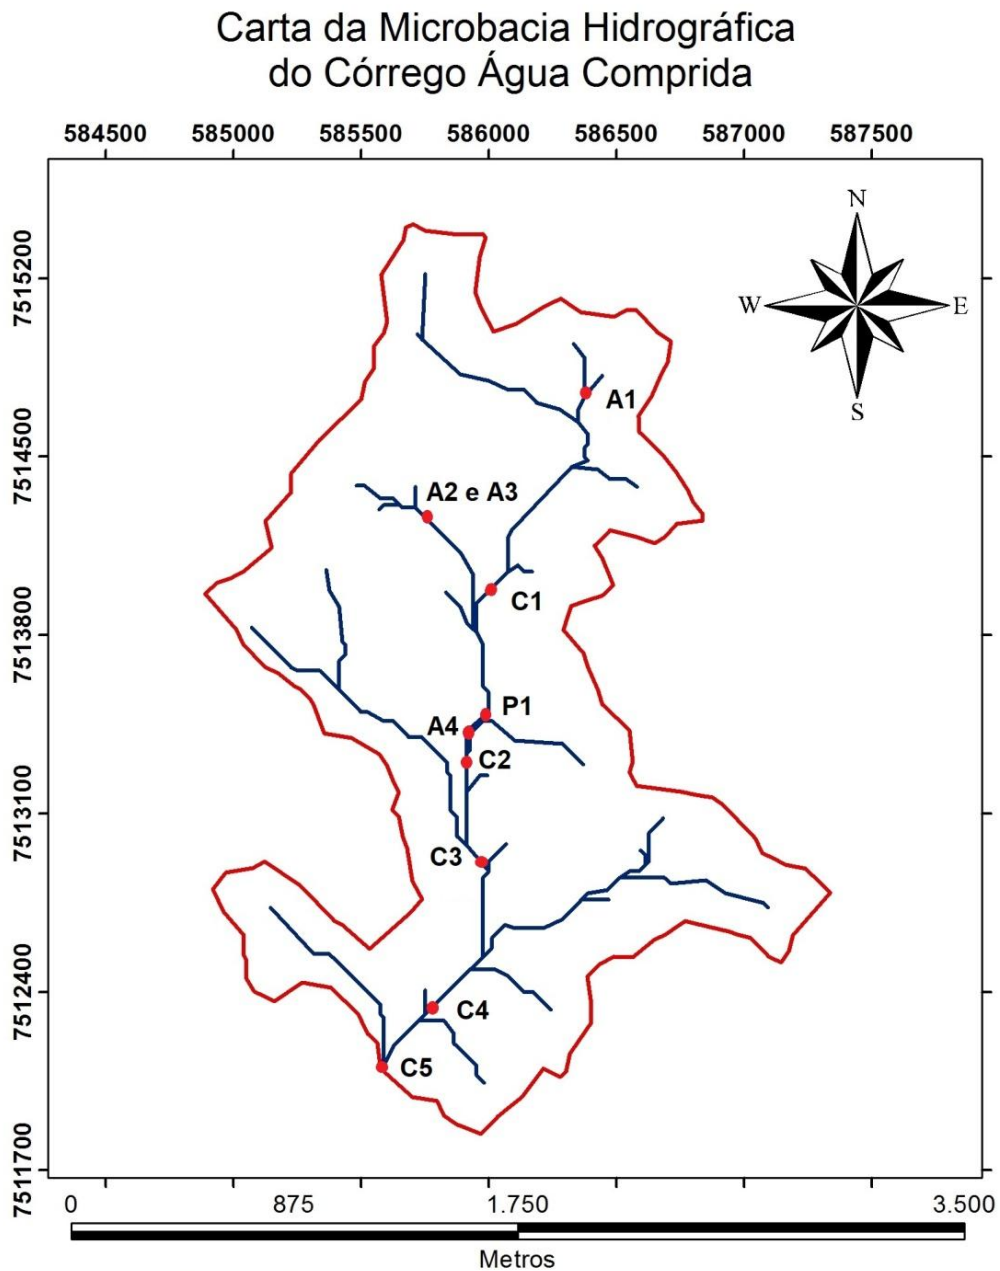 Carta da Microbacia Hidrográfica
do Córrego Água Comprida
584500 585000 585500 586000 586500 587000 587500
7515200
7514500
7513800
7513100
7512400
7511700
N
W E
S
A1
A2 e A3
C1
P1
A4
C2
C3
C4
C5
0 875 1.750 3.500
Metros